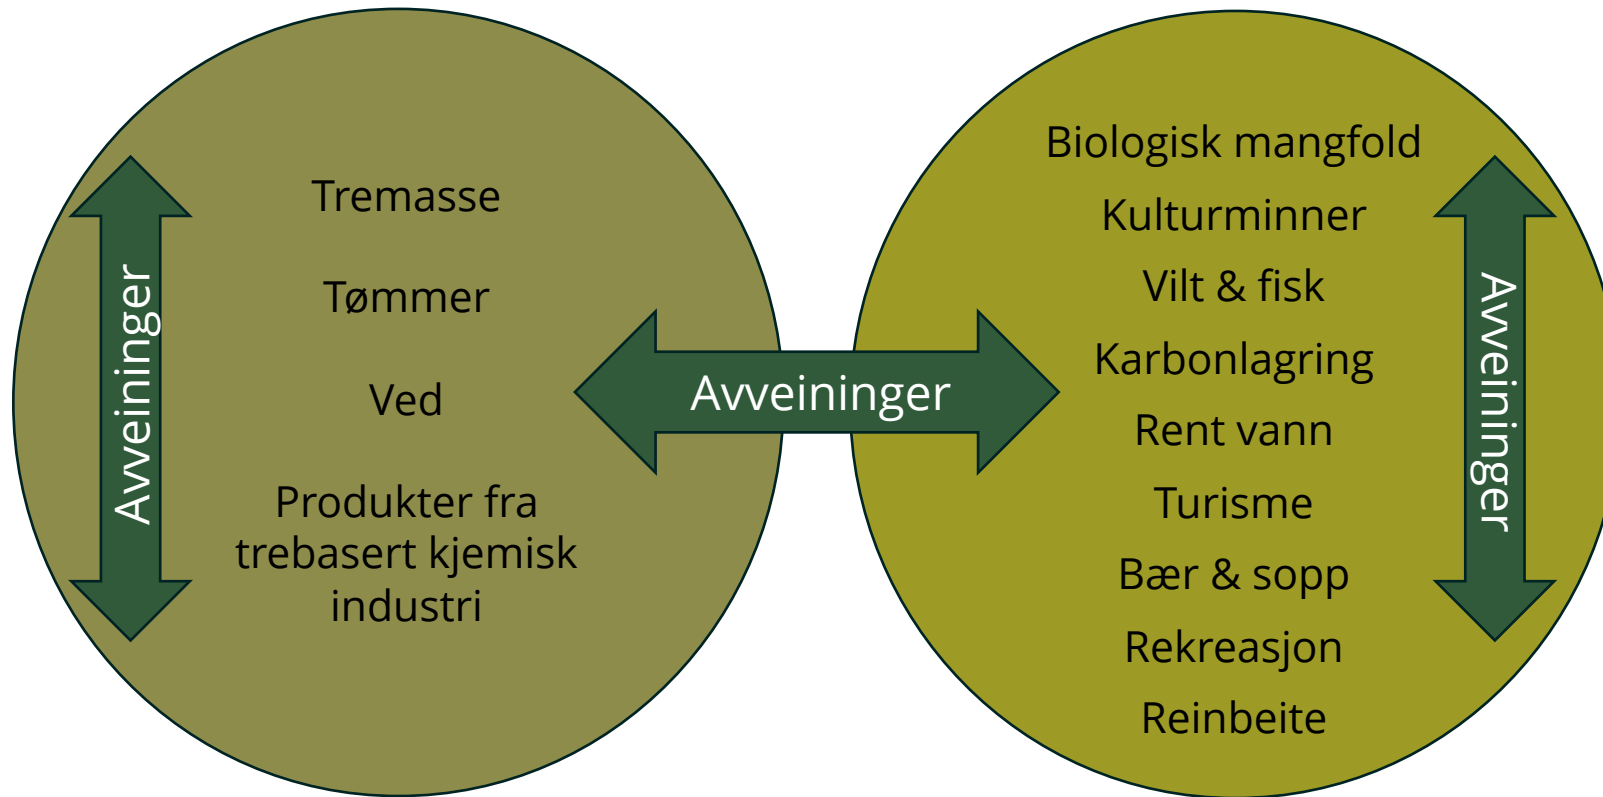 Avveininger
Tremasse
Tømmer
Ved
Produkter fra
trebasert kjemisk
industri
Avveininger
Biologisk mangfold
Kulturminner
Vilt & fisk
Karbonlagring
Rent vann
Turisme
Bær & sopp
Rekreasjon
Reinbeite
Avveininger